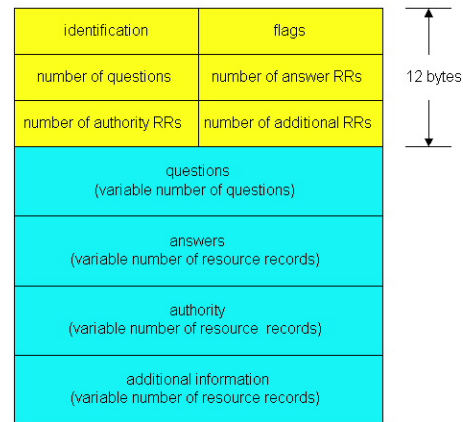 identification
flags
number of questions
number of answer RRs
12 bytes
number of authority RRs
number of additional RRs
questions
(variable number of questions)
answers
(variable number of resource records)
authority
(variable number of resource records)
additional information
(variable number of resource records)